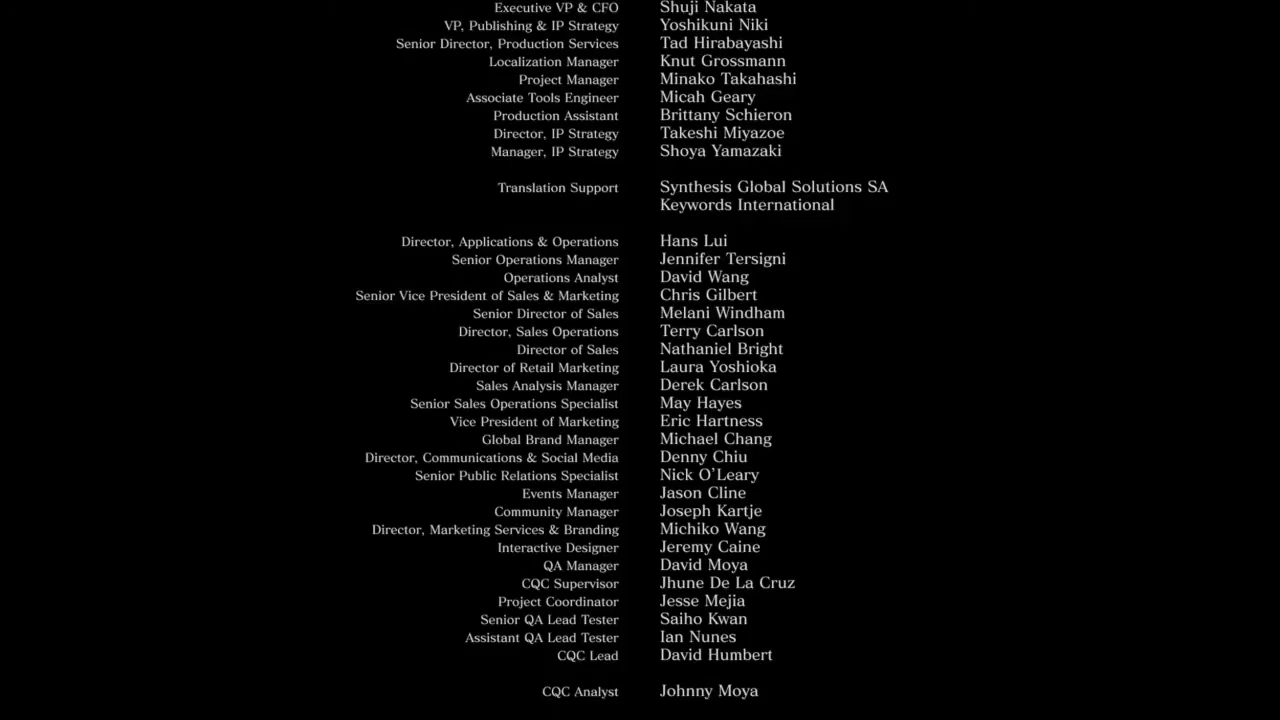 Executive VP & CFO Shuji Nakata
VP, Publishing & IP Strategy Yoshikuni Niki
Senior Director, Production Services Tad Hirabayashi
Localization Manager Knut Grossmann
Project Manager Minako Takahashi
Associate Tools Engineer Micah Geary
Production Assistant Brittany Schieron
Director, IP Strategy Takeshi Miyazoe
Manager, IP Strategy Shoya Yamazaki
Translation Support Synthesis Global Solutions SA
Keywords International
Director, Applications & Operations Hans Lui
Senior Operations Manager Jennifer Tersigni
Operations Analyst David Wang
Senior Vice President of Sales & Marketing Chris Gilbert
Senior Director of Sales Melani Windham
Director, Sales Operations Terry Carlson
Director of Sales Nathaniel Bright
Director of Retail Marketing Laura Yoshioka
Sales Analysis Manager Derek Carlson
Senior Sales Operations Specialist May Hayes
Vice President of Marketing Eric Hartness
Global Brand Manager Michael Chang
Director, Communications & Social Media Denny Chiu
Senior Public Relations Specialist Nick O’Leary
Events Manager Jason Cline
Community Manager Joseph Kartje
Director, Marketing Services & Branding Michiko Wang
Interactive Designer Jeremy Caine
QA Manager David Moya
CQC Supervisor Jhune De La Cruz
Project Coordinator Jesse Mejia
Senior QA Lead Tester Saiho Kwan
Assistant QA Lead Tester Ian Nunes
CQC Lead David Humbert
CQC Analyst Johnny Moya